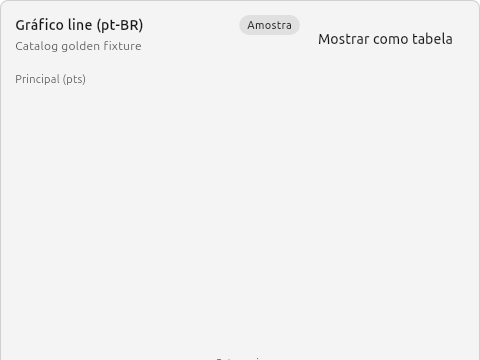 Gráfico line (pt-BR)
Amostra
Mostrar como tabela
Catalog golden fixture
Principal (pts)